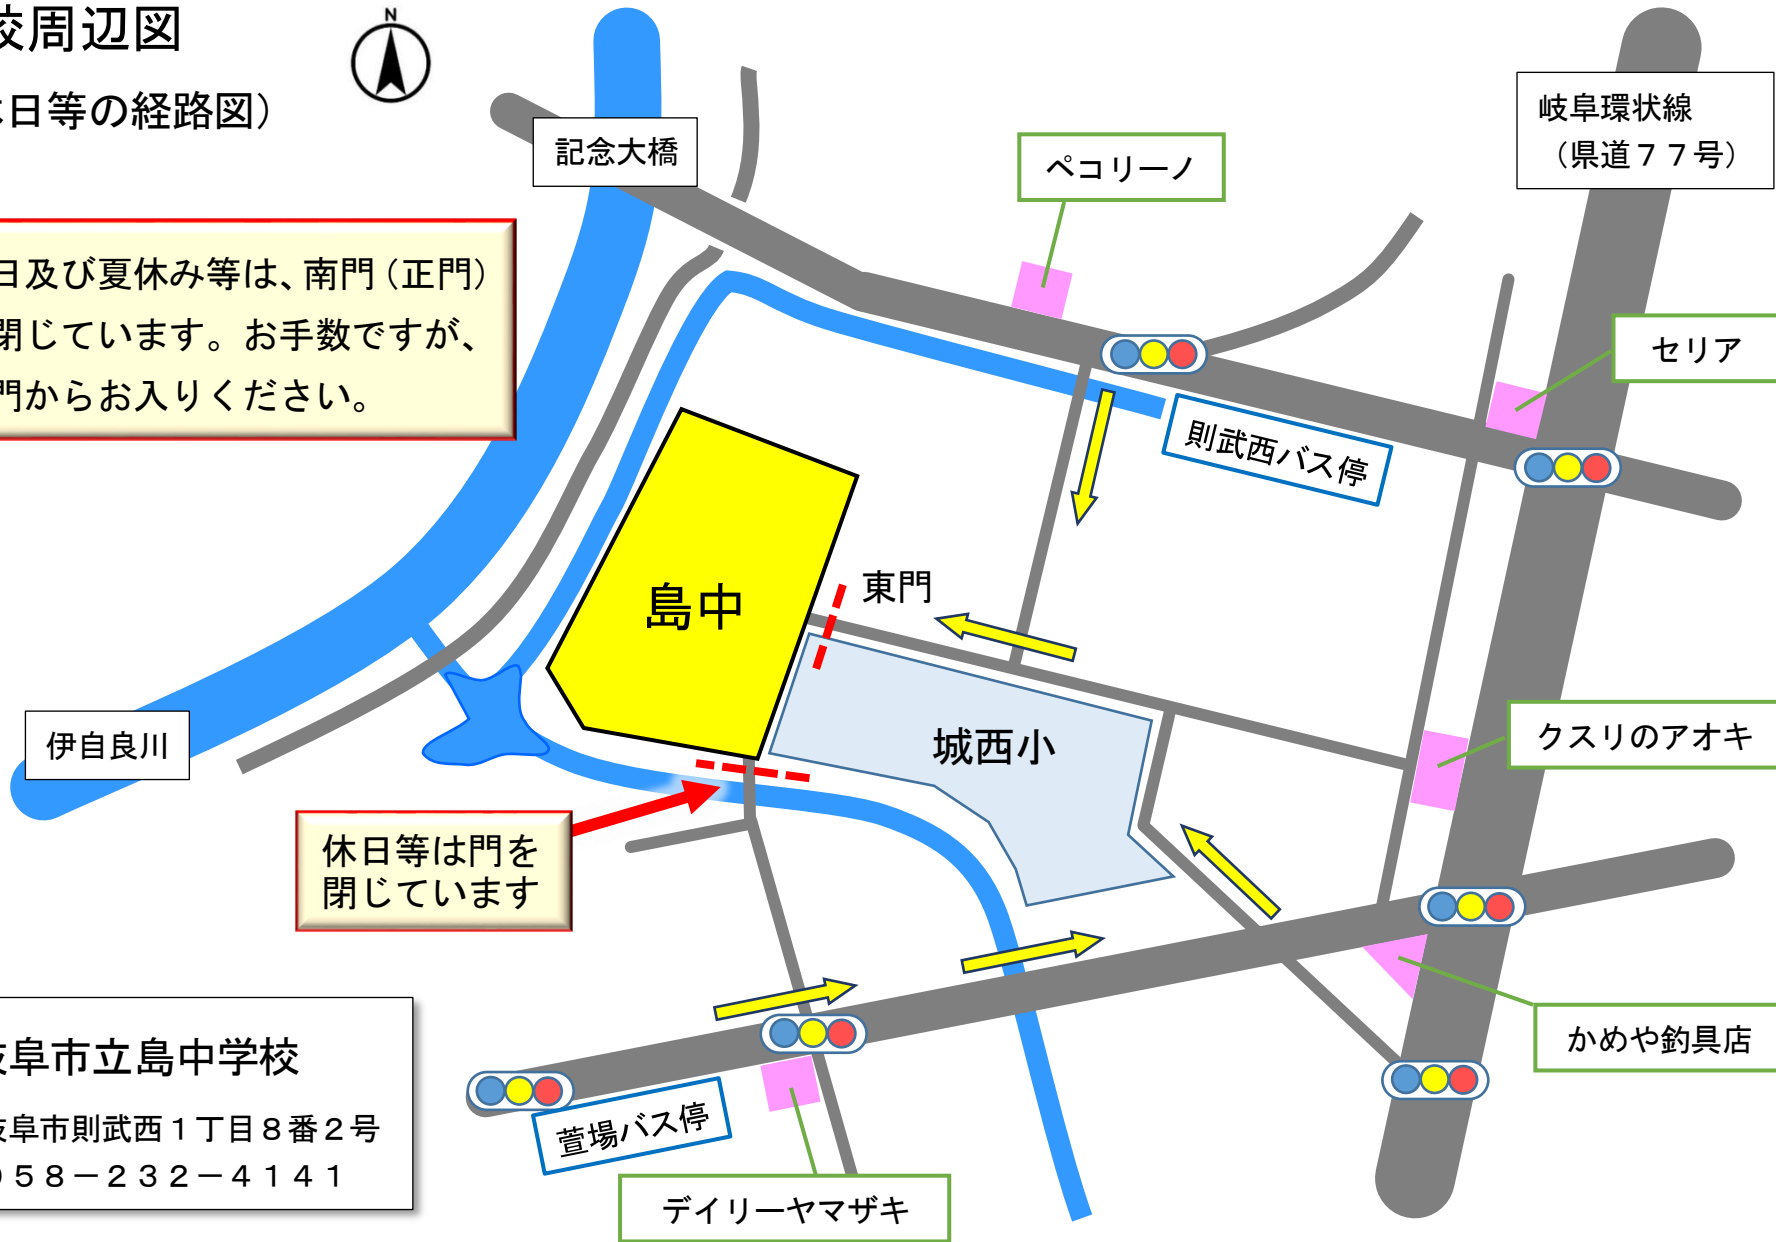 校周辺図
休日等の経路図）
N
記念大橋
ペコリーノ
岐阜環状線
（県道７７号）
日及び夏休み等は、南門（正門）
閉じています。お手数ですが、
門からお入りください。
セリア
則武西バス停
東門
島中
城西小
クスリのアオキ
伊自良川
休日等は門を
閉じています
かめや釣具店
岐阜市立島中学校
岐阜市則武西１丁目８番２号
０５８－２３２－４１４１
萱場バス停
デイリーヤマザキ